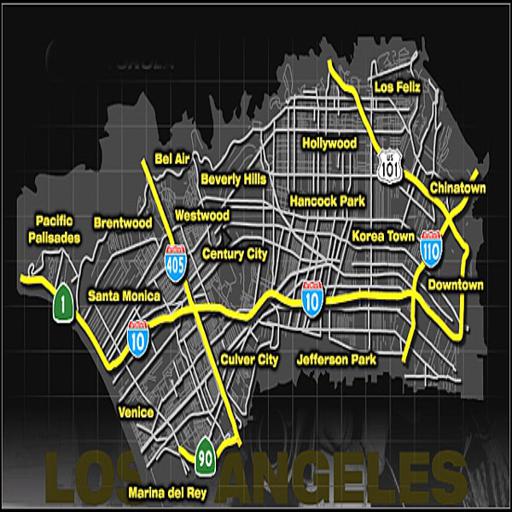 Los Feliz
Hollywood
101
Bel Air
Beverly Hills
Chinatown
Hancock Park
Pacific
Palisades
Brentwood
Westwood
Korea Town
110
Century City
405
Downtown
Santa Monica
1
10
10
Culver City
Jefferson Park
Venice
90
LOS ANGELES
Marina del Rey